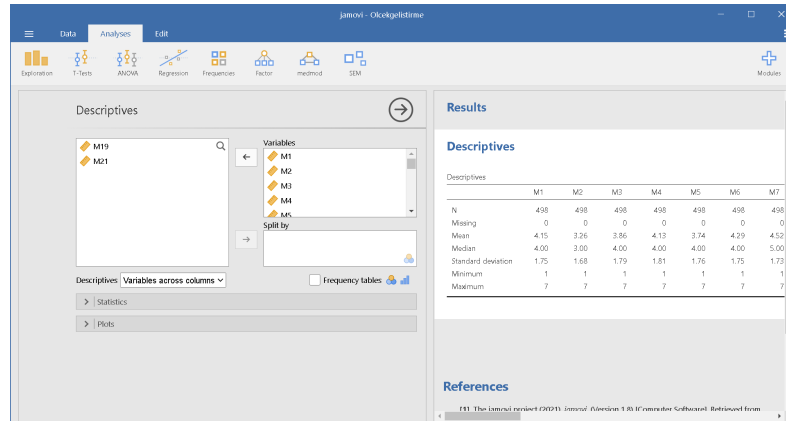 jamovi - Olcekgelistirme
Data Analyses Edit
Exploration T-Tests ANOVA Regression Frequencies Factor medmod SEM Modules
Descriptives
M19
M21
Variables
M1
M2
M3
M4
M5
Split by
Descriptives Variables across columns Frequency tables
Statistics
Plots
Results
Descriptives
Descriptives
M1 M2 M3 M4 M5 M6 M7
N 498 498 498 498 498 498 498
Missing 0 0 0 0 0 0 0
Mean 4.15 3.26 3.86 4.13 3.74 4.29 4.52
Median 4.00 3.00 4.00 4.00 4.00 4.00 5.00
Standard deviation 1.75 1.68 1.79 1.81 1.76 1.75 1.73
Minimum 1 1 1 1 1 1 1
Maximum 7 7 7 7 7 7 7
References
[1] The jamovi project (2021). jamovi. (Version 1.8) [Computer Software]. Retrieved from